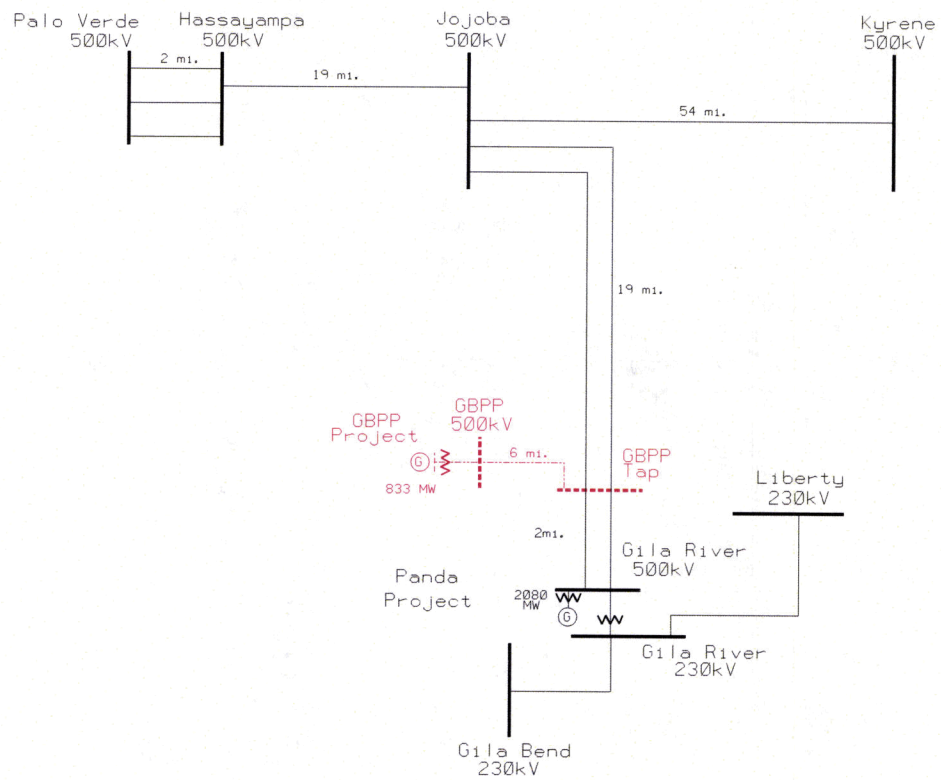 Palo Verde
500kV
Hassayampa
500kV
Jojoba
500kV
Kyrene
500kV
2 mi.
19 mi.
54 mi.
19 mi.
GBPP
Project
GBPP
500kV
6 mi.
GBPP
Tap
G
833 MW
Liberty
230kV
2mi.
Gila River
500kV
Panda
Project
2080
MW
G
Gila River
230kV
Gila Bend
230kV